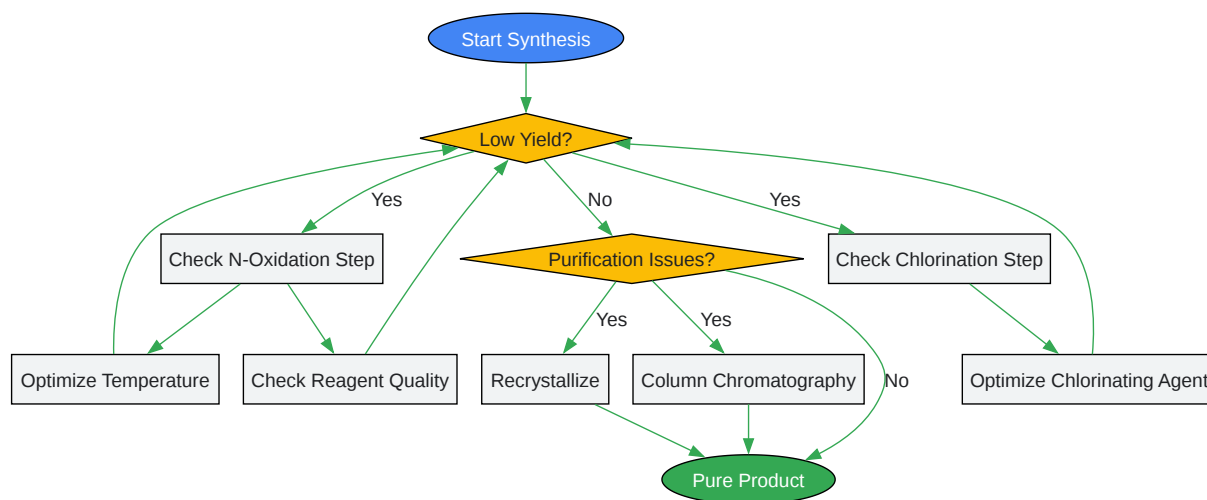 Start Synthesis
Low Yield?
Yes
No
Yes
Check N-Oxidation Step
Purification Issues?
Check Chlorination Step
Yes
Yes
No
Optimize Temperature
Check Reagent Quality
Recrystallize
Column Chromatography
Optimize Chlorinating Agent
Pure Product